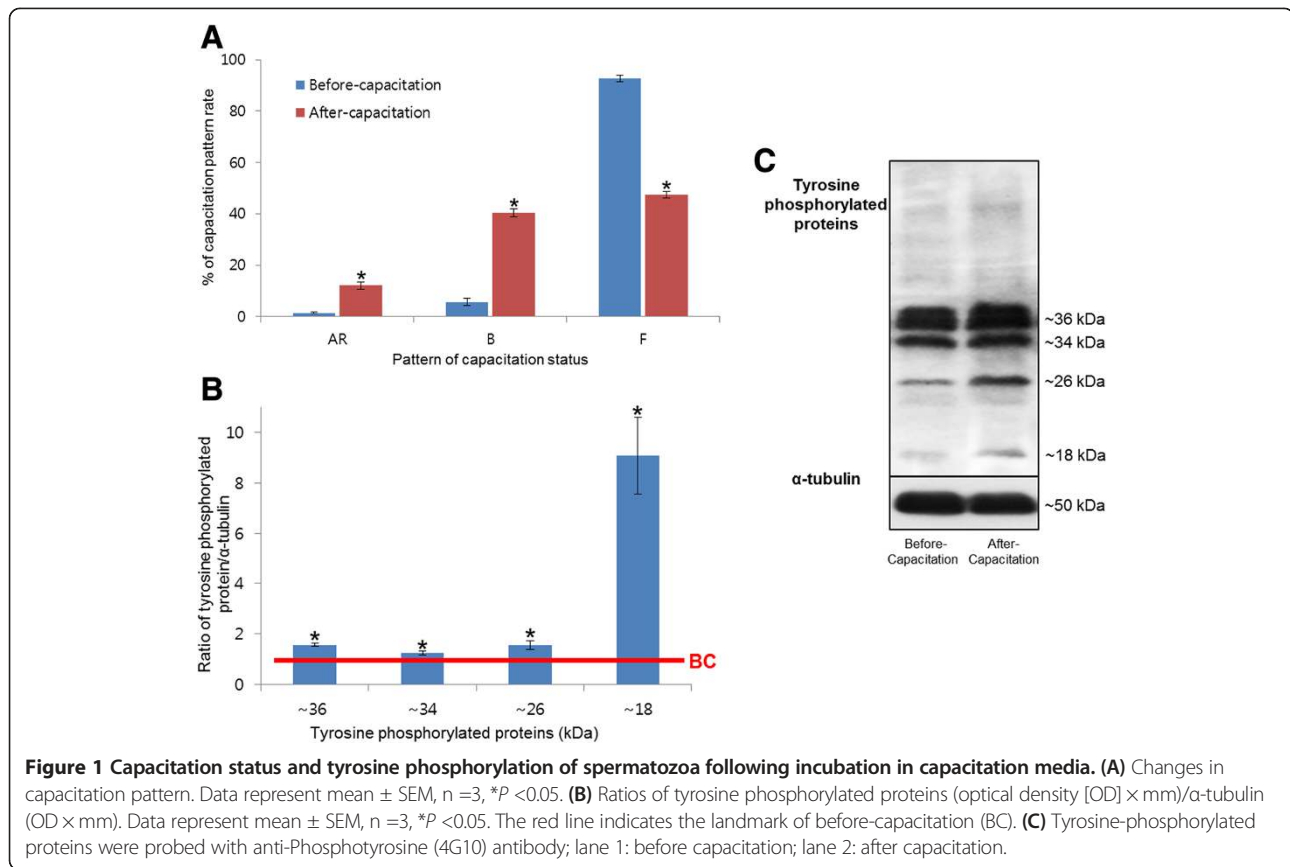 A
100
80
60
40
20
0
% of capacitation pattern rate
Before-capacitation
After-capacitation
*
*
*
AR B F
Pattern of capacitation status
B
10
8
6
4
2
0
Ratio of tyrosine phosphorylated
protein/α-tubulin
*
*
*
*
BC
~36 ~34 ~26 ~18
Tyrosine phosphorylated proteins (kDa)
C
Tyrosine
phosphorylated
proteins
~36 kDa
~34 kDa
~26 kDa
~18 kDa
α-tubulin
~50 kDa
Before-
Capacitation
After-
Capacitation
Figure 1 Capacitation status and tyrosine phosphorylation of spermatozoa following incubation in capacitation media. (A) Changes in
capacitation pattern. Data represent mean ± SEM, n =3, *P <0.05. (B) Ratios of tyrosine phosphorylated proteins (optical density [OD] × mm)/α-tubulin
(OD × mm). Data represent mean ± SEM, n =3, *P <0.05. The red line indicates the landmark of before-capacitation (BC). (C) Tyrosine-phosphorylated
proteins were probed with anti-Phosphotyrosine (4G10) antibody; lane 1: before capacitation; lane 2: after capacitation.